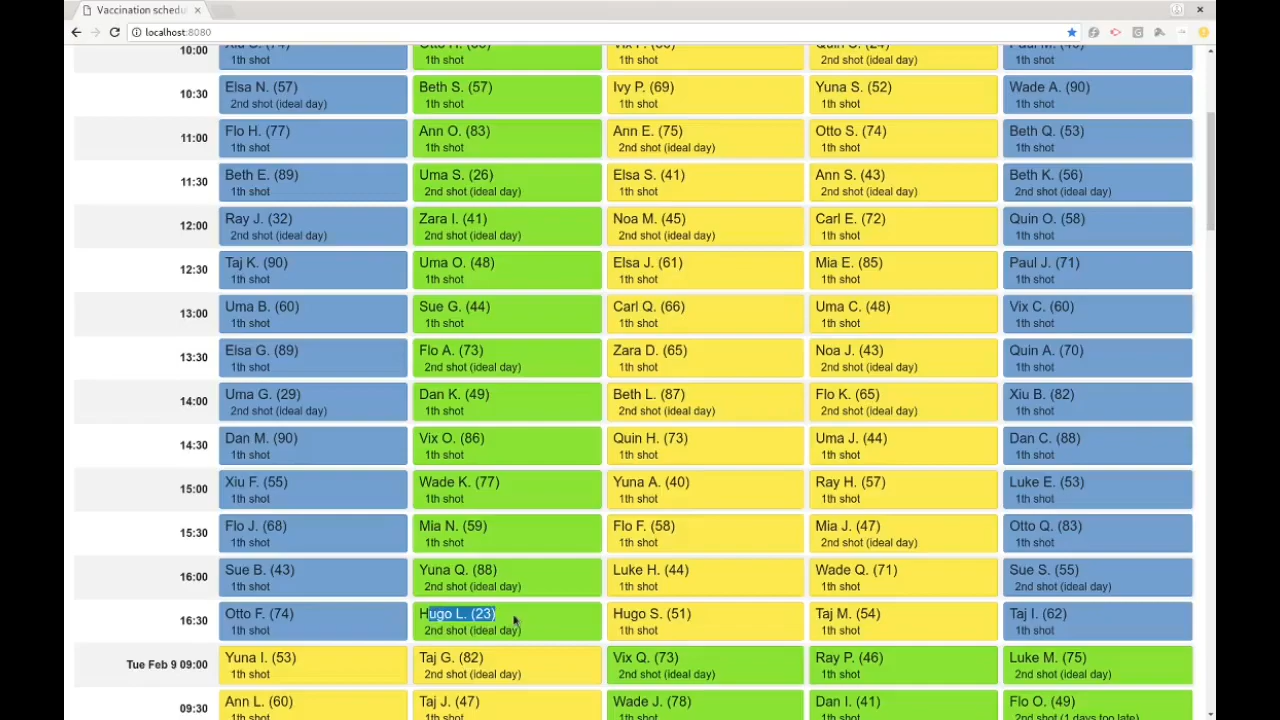 Vaccination schedu
localhost:8080
10:00
1th shot 1th shot 1th shot 2nd shot (ideal day) 1th shot
10:30 Elsa N. (57) Beth S. (57) Ivy P. (69) Yuna S. (52) Wade A. (90)
2nd shot (ideal day) 1th shot 1th shot 1th shot 1th shot
11:00 Flo H. (77) Ann O. (83) Ann E. (75) Otto S. (74) Beth Q. (53)
1th shot 1th shot 2nd shot (ideal day) 1th shot 1th shot
11:30 Beth E. (89) Uma S. (26) Elsa S. (41) Ann S. (43) Beth K. (56)
1th shot 2nd shot (ideal day) 1th shot 2nd shot (ideal day) 2nd shot (ideal day)
12:00 Ray J. (32) Zara I. (41) Noa M. (45) Carl E. (72) Quin O. (58)
2nd shot (ideal day) 2nd shot (ideal day) 2nd shot (ideal day) 1th shot 1th shot
12:30 Taj K. (90) Uma O. (48) Elsa J. (61) Mia E. (85) Paul J. (71)
1th shot 1th shot 1th shot 1th shot 1th shot
13:00 Uma B. (60) Sue G. (44) Carl Q. (66) Uma C. (48) Vix C. (60)
1th shot 1th shot 1th shot 1th shot 1th shot
13:30 Elsa G. (89) Flo A. (73) Zara D. (65) Noa J. (43) Quin A. (70)
1th shot 2nd shot (ideal day) 1th shot 2nd shot (ideal day) 1th shot
14:00 Uma G. (29) Dan K. (49) Beth L. (87) Flo K. (65) Xiu B. (82)
2nd shot (ideal day) 1th shot 2nd shot (ideal day) 2nd shot (ideal day) 1th shot
14:30 Dan M. (90) Vix O. (86) Quin H. (73) Uma J. (44) Dan C. (88)
1th shot 1th shot 1th shot 1th shot 1th shot
15:00 Xiu F. (55) Wade K. (77) Yuna A. (40) Ray H. (57) Luke E. (53)
1th shot 1th shot 1th shot 1th shot 1th shot
15:30 Flo J. (68) Mia N. (59) Flo F. (58) Mia J. (47) Otto Q. (83)
1th shot 1th shot 1th shot 2nd shot (ideal day) 1th shot
16:00 Sue B. (43) Yuna Q. (88) Luke H. (44) Wade Q. (71) Sue S. (55)
1th shot 2nd shot (ideal day) 1th shot 1th shot 2nd shot (ideal day)
16:30 Otto F. (74) Hugo L. (23) Hugo S. (51) Taj M. (54) Taj I. (62)
1th shot 2nd shot (ideal day) 1th shot 1th shot 1th shot
Tue Feb 9 09:00 Yuna I. (53) Taj G. (82) Vix Q. (73) Ray P. (46) Luke M. (75)
1th shot 2nd shot (ideal day) 2nd shot (ideal day) 1th shot 2nd shot (ideal day)
09:30 Ann L. (60) Taj J. (47) Wade J. (78) Dan I. (41) Flo O. (49)
1th shot 1th shot 1th shot 1th shot 2nd shot (1 days too late)